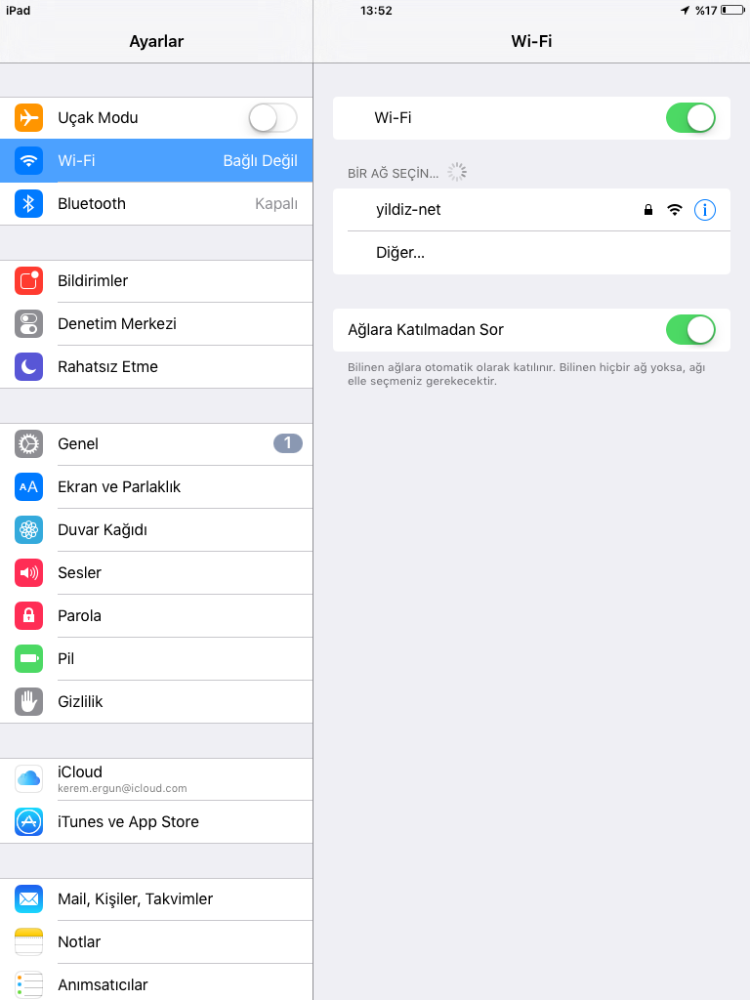 iPad
13:52
%17
Ayarlar
Uçak Modu
Wi-Fi
Bağlı Değil
Bluetooth
Kapalı
Bildirimler
Denetim Merkezi
Rahatsız Etme
Genel
1
Ekran ve Parlaklık
AA
Duvar Kağıdı
Sesler
Parola
Pil
Gizlilik
iCloud
kerem.ergun@icloud.com
iTunes ve App Store
Mail, Kişiler, Takvimler
Notlar
Anımsatıcılar
Wi-Fi
Wi-Fi
BİR AĞ SEÇİN...
yildiz-net
Diğer...
Ağlara Katılmadan Sor
Bilinen ağlara otomatik olarak katılınır. Bilinen hiçbir ağ yoksa, ağı
elle seçmeniz gerekecektir.